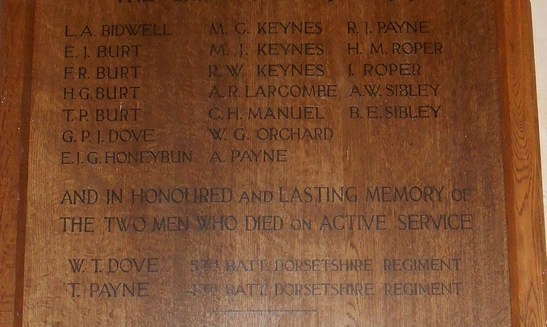 L. A. BIDWELL M. G. KEYNES R. J. PAYNE
E. J. BURT M. J. KEYNES H. M. ROPER
F. R. BURT R. W. KEYNES J. ROPER
H. G. BURT A. R. LARCOMBE A. W. SIBLEY
T. P. BURT C. H. MANUEL B. E. SIBLEY
G. P. J. DOVE W. G. ORCHARD
E. J. G. HONEYBUN A. PAYNE
AND IN HONOURED AND LASTING MEMORY OF
THE TWO MEN WHO DIED ON ACTIVE SERVICE
W. T. DOVE 5TH BATT. DORSETSHIRE REGIMENT
T. PAYNE 4TH BATT. DORSETSHIRE REGIMENT